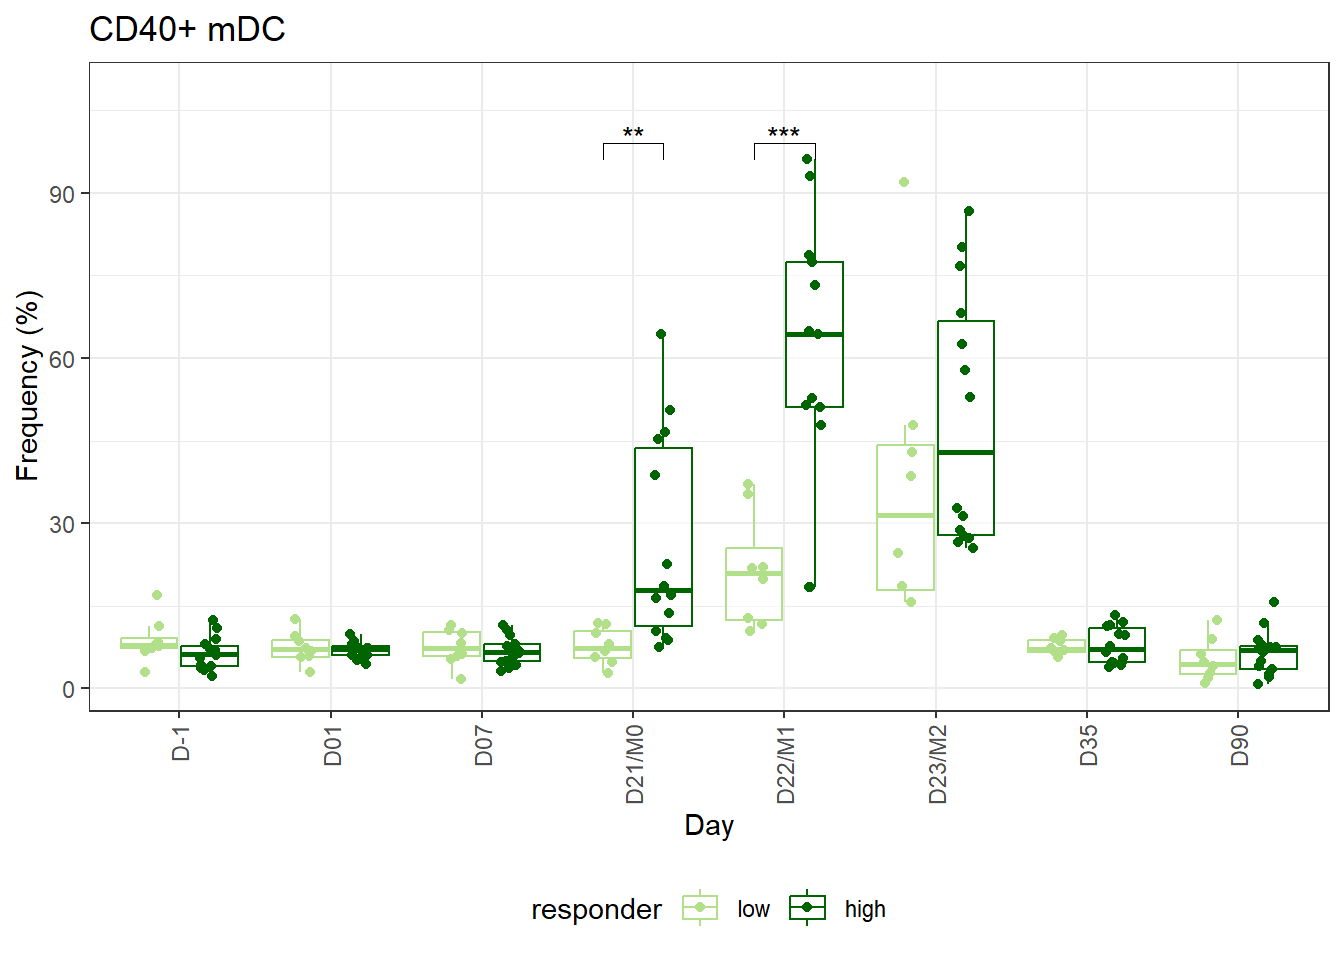 CD40+ mDC
** ***
90
60
30
0
Frequency (%)
D-1 D01 D07 D21/M0 D22/M1 D23/M2 D35 D90
Day
responder low high